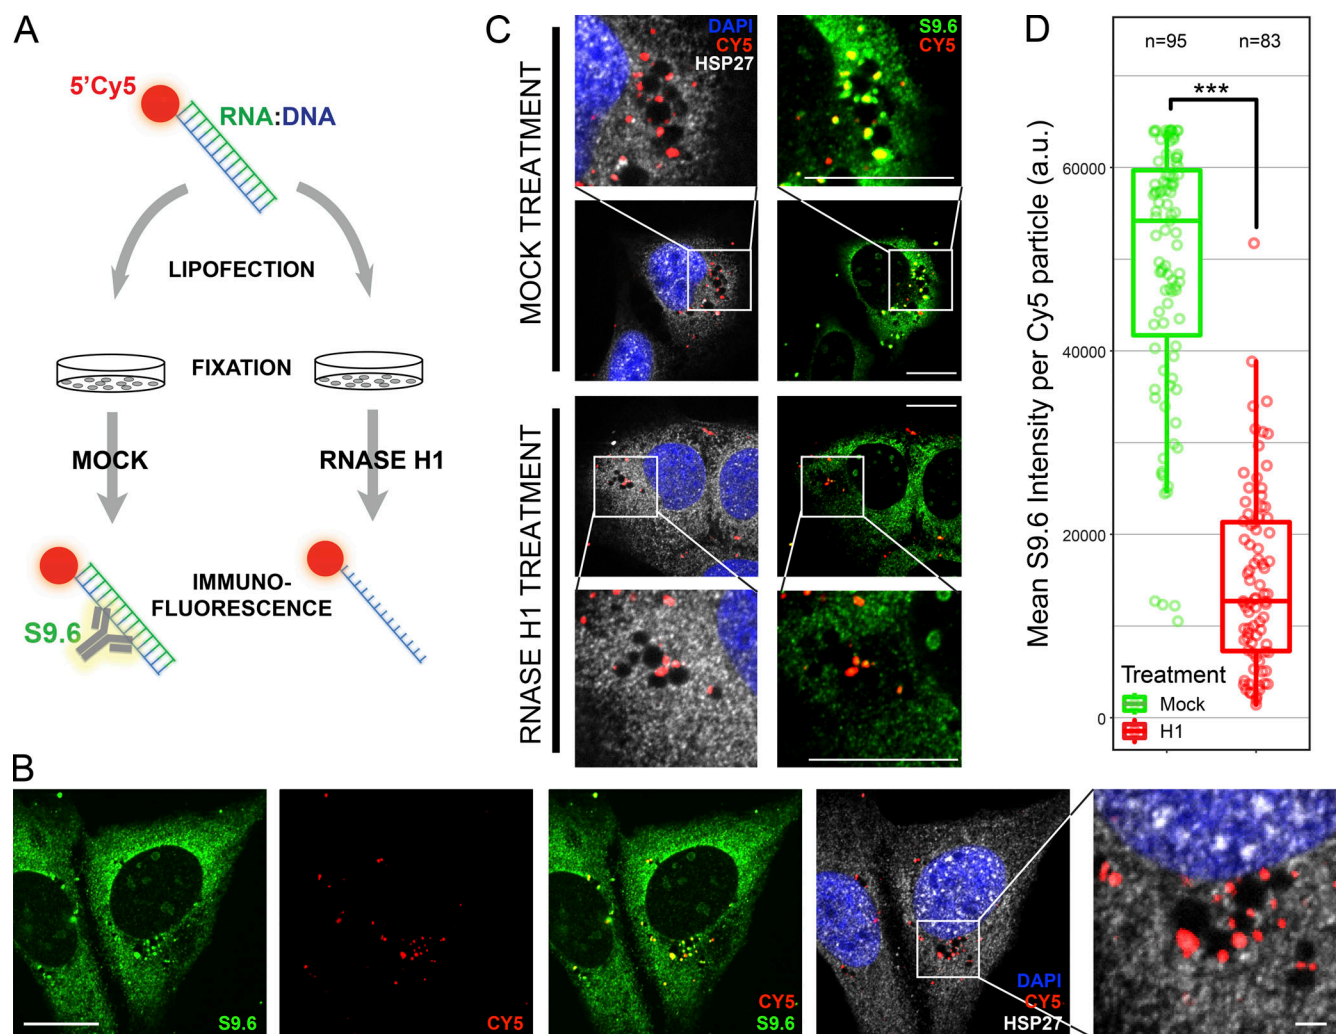 A
5'Cy5
RNA:DNA
LIPOFECTION
FIXATION
MOCK
RNASE H1
IMMUNO-
FLUORESCENCE
S9.6
C
MOCK TREATMENT
DAPI
CY5
HSP27
S9.6
CY5
RNASE H1 TREATMENT
D
n=95
n=83
***
Mean S9.6 Intensity per Cy5 particle (a.u.)
60000
40000
20000
0
Treatment
Mock
H1
B
S9.6
CY5
CY5
S9.6
DAPI
CY5
HSP27